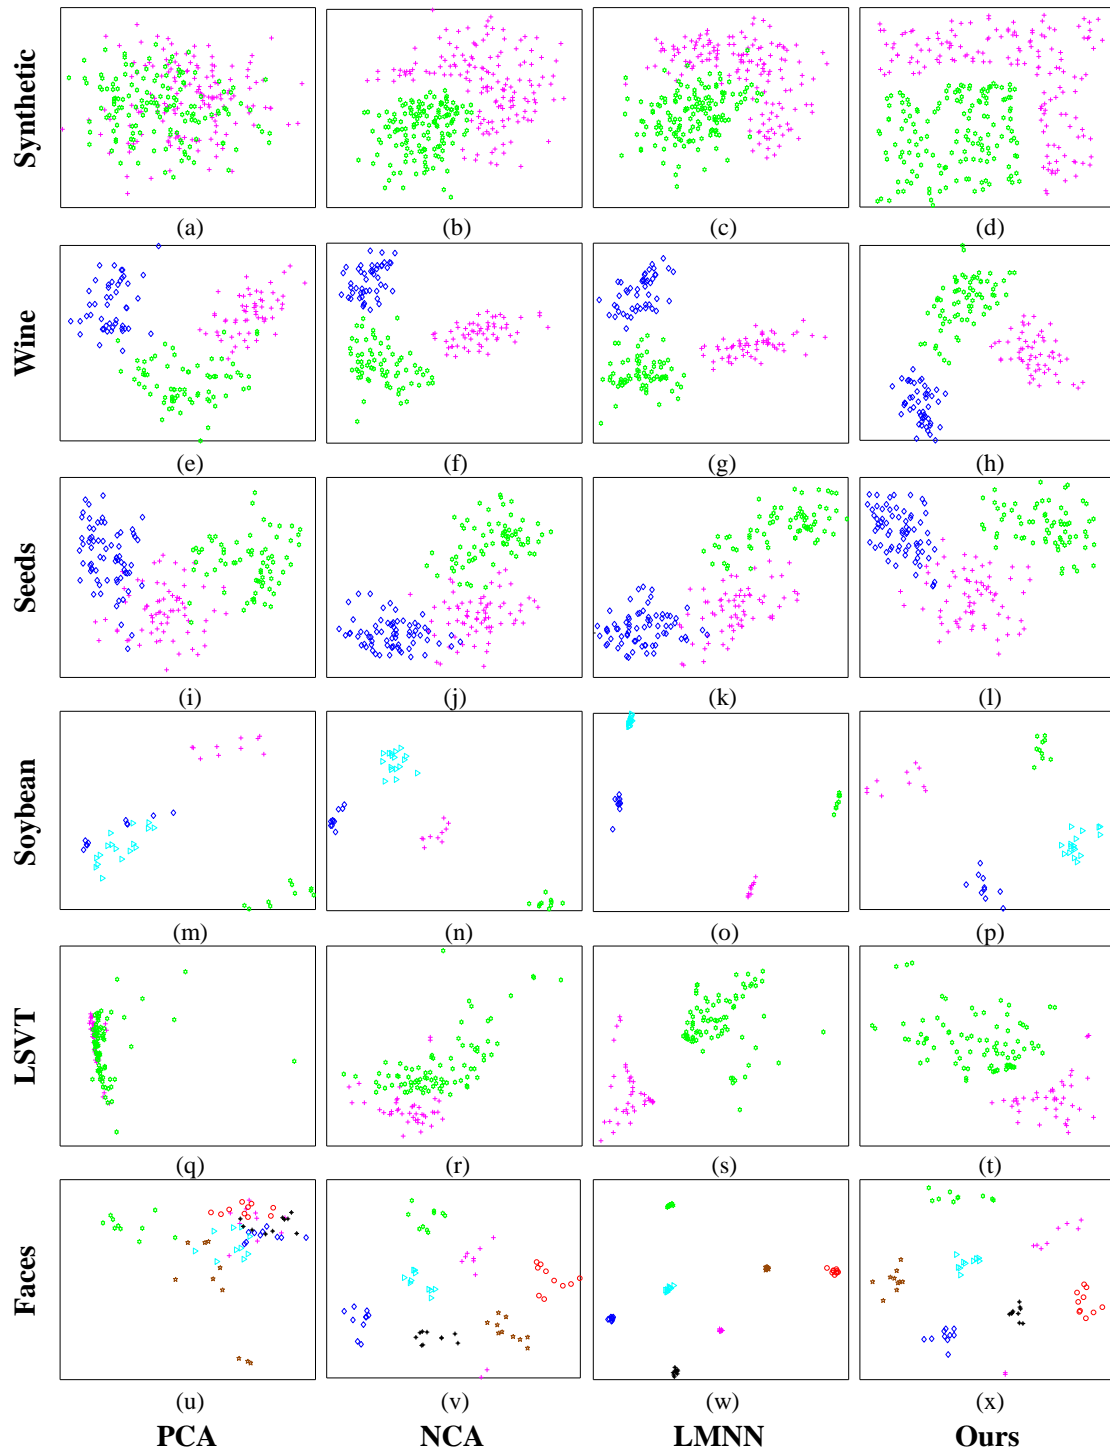 Synthetic
(a) (b) (c) (d)
Wine
(e) (f) (g) (h)
Seeds
(i) (j) (k) (l)
Soybean
(m) (n) (o) (p)
LSVT
(q) (r) (s) (t)
Faces
(u) (v) (w) (x)
PCA NCA LMNN Ours